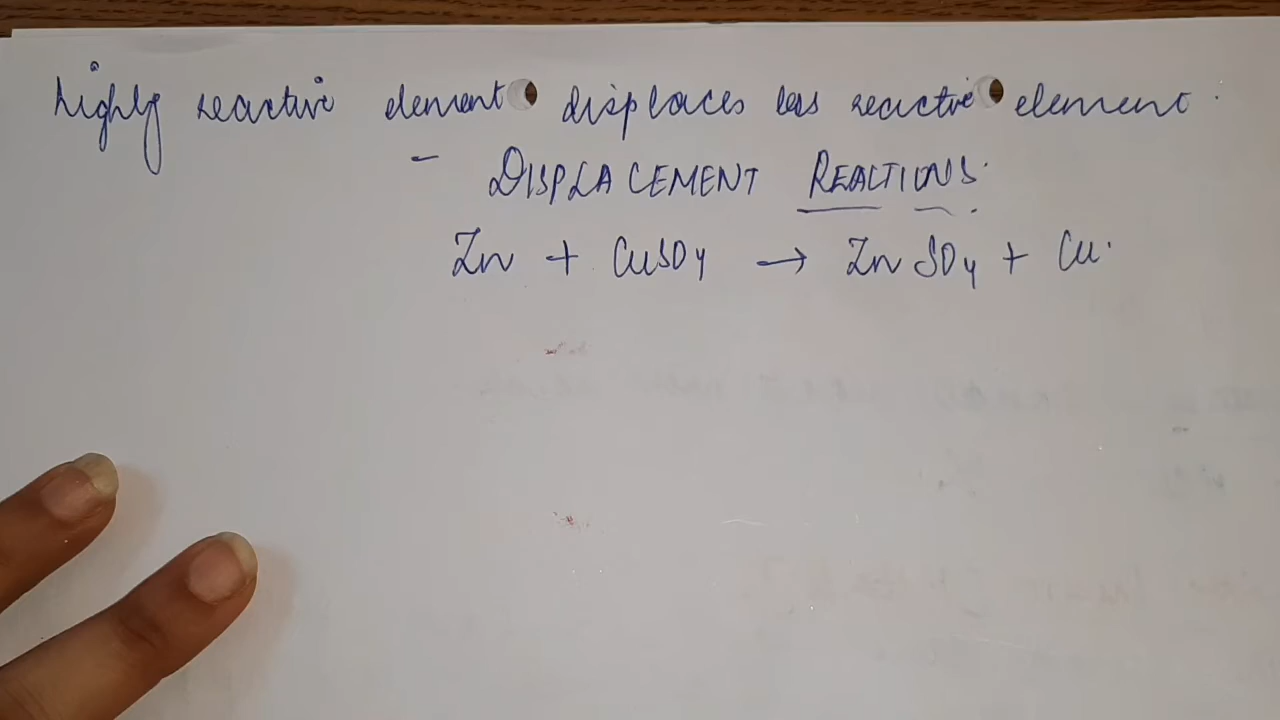 highly reactive element displaces less reactive element.
- DISPLACEMENT REACTIONS.
Zn + CuSO4 → ZnSO4 + Cu.